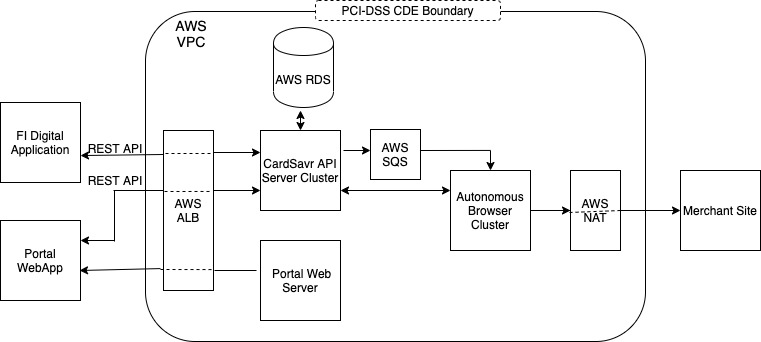 PCI-DSS CDE Boundary
AWS
VPC
AWS RDS
FI Digital
Application
REST API
CardSavr API
Server Cluster
AWS
SQS
REST API
AWS
ALB
Autonomous
Browser
Cluster
AWS
NAT
Merchant Site
Portal
WebApp
Portal Web
Server